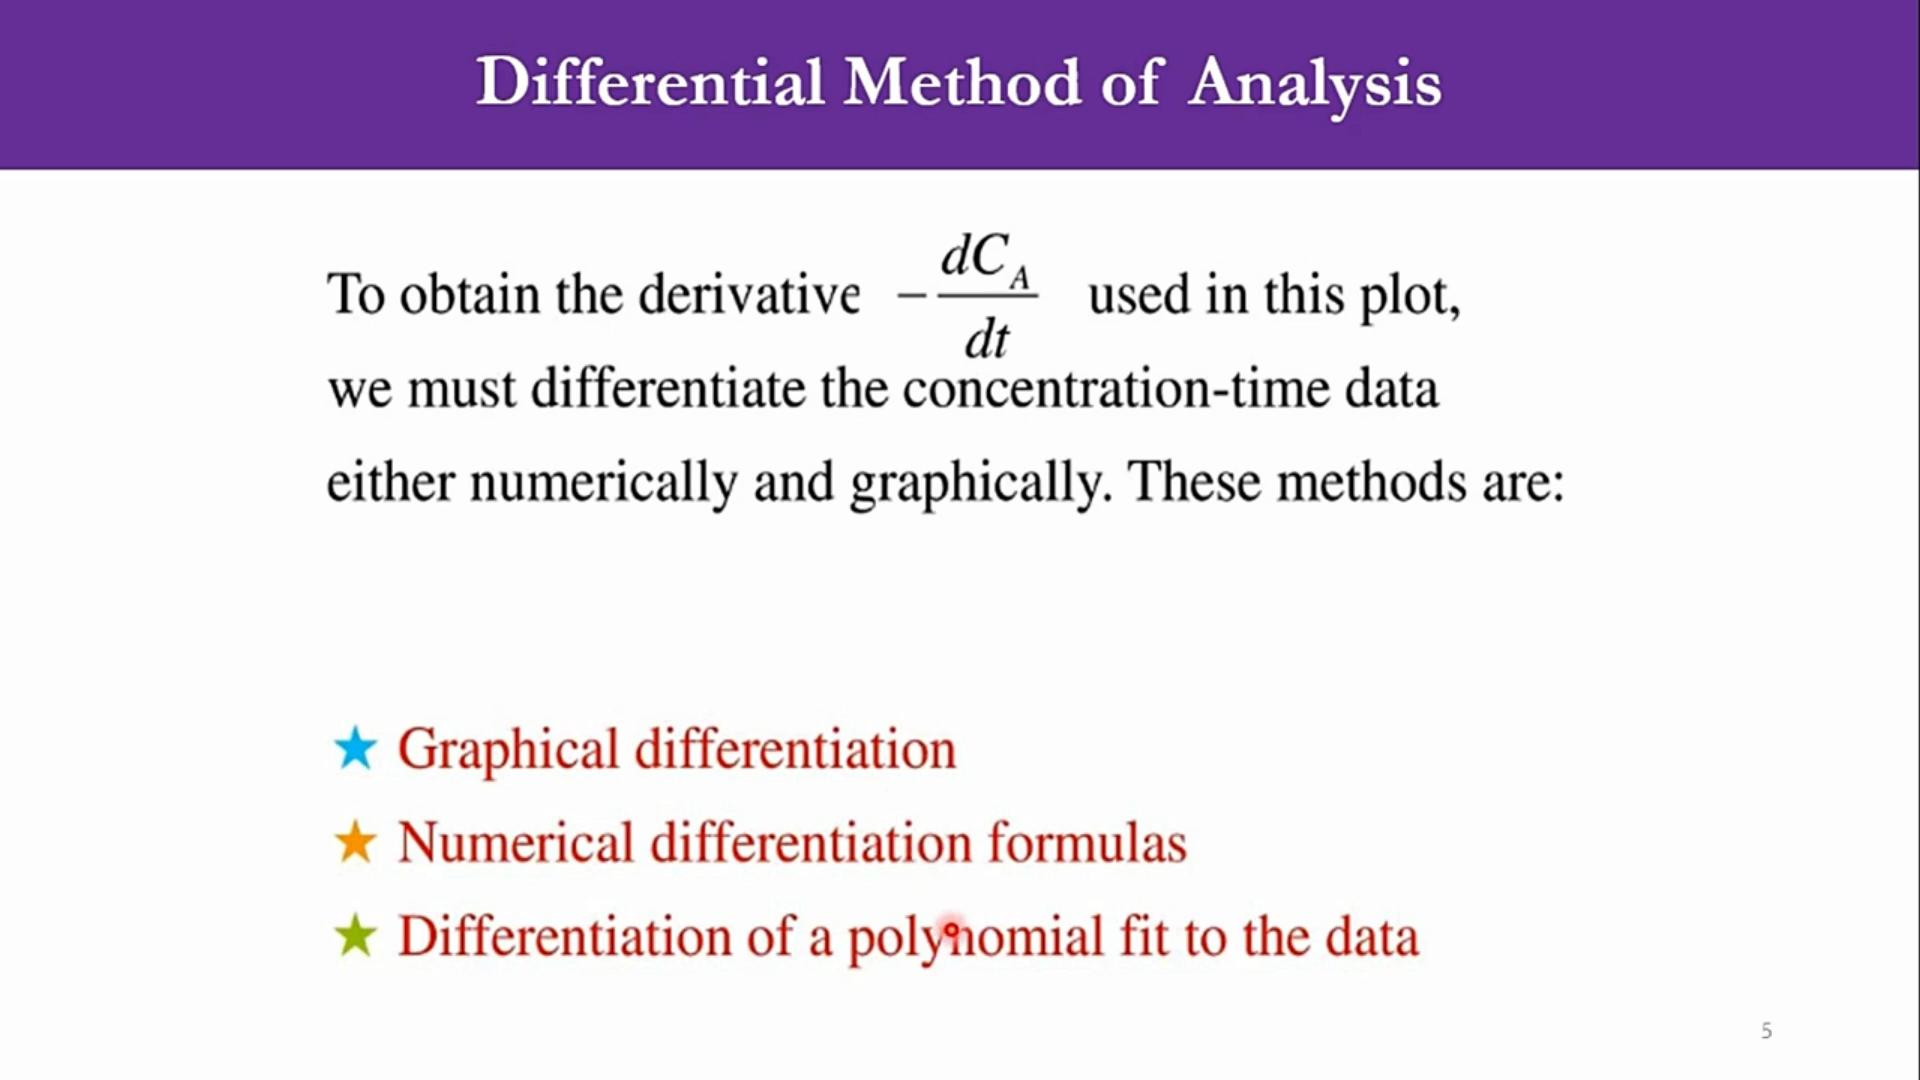 Differential Method of Analysis
To obtain the derivative −dC_A/dt used in this plot,
we must differentiate the concentration-time data
either numerically and graphically. These methods are:
★ Graphical differentiation
★ Numerical differentiation formulas
★ Differentiation of a polynomial fit to the data
5